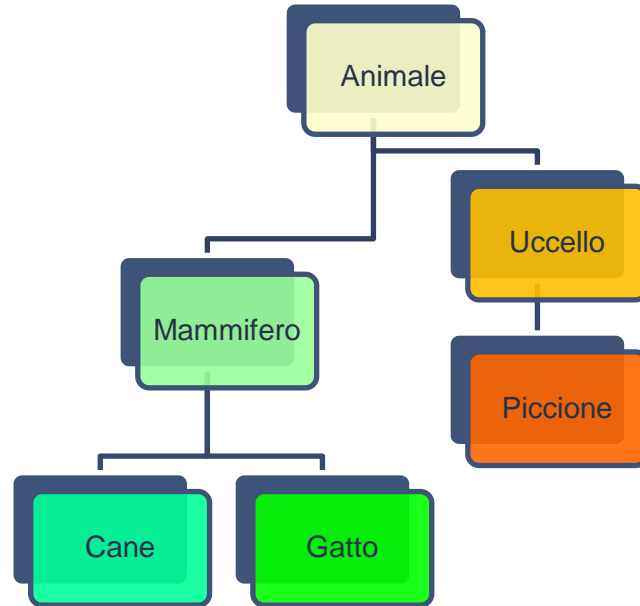 Animale
Uccello
Mammifero
Piccione
Cane
Gatto